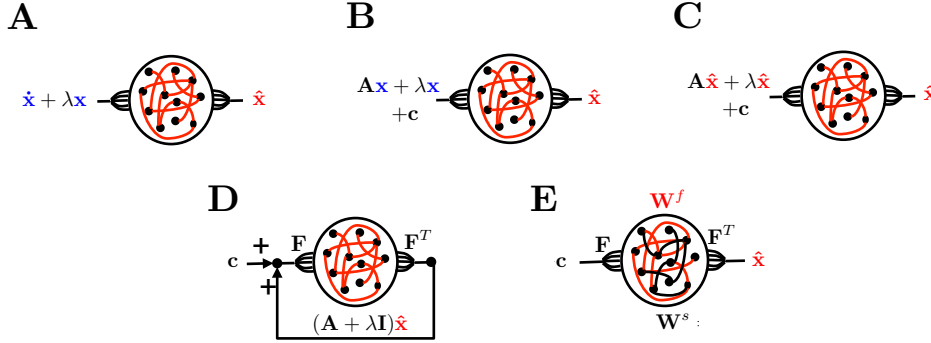 A
B
C
ẋ + λx
x̂
Ax + λx
+c
x̂
Ax̂ + λx̂
+c
x̂
D
E
+
c
F
F^T
+
(A + λI)x̂
W^f
c
F
F^T
x̂
W^s :